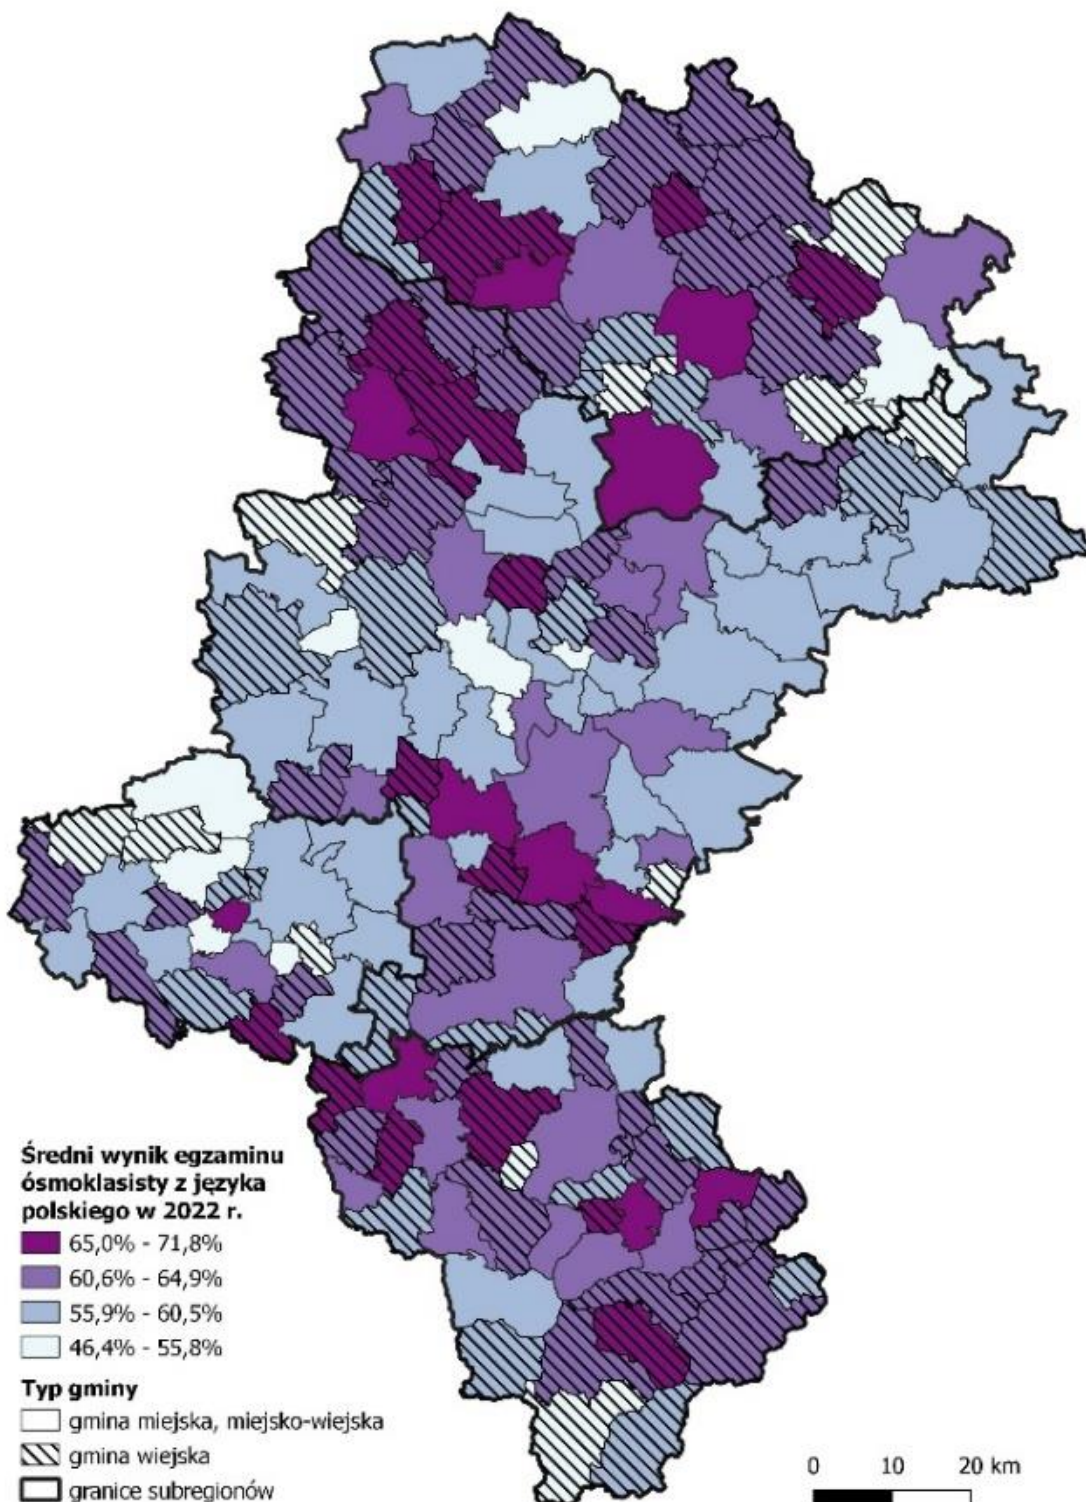 Średni wynik egzaminu
ósmoklasisty z języka
polskiego w 2022 r.
65,0% - 71,8%
60,6% - 64,9%
55,9% - 60,5%
46,4% - 55,8%
Typ gminy
gmina miejska, miejsko-wiejska
gmina wiejska
granice subregionów
0 10 20 km